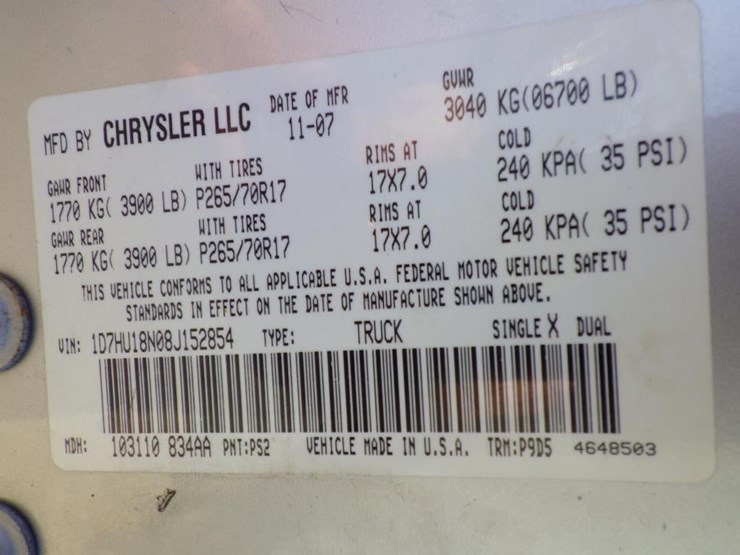 MFD BY CHRYSLER LLC DATE OF MFR 11-07 GVWR 3040 KG(06700 LB)
GAWR FRONT WITH TIRES RIMS AT COLD
1770 KG( 3900 LB) P265/70R17 17X7.0 240 KPA( 35 PSI)
GAWR REAR WITH TIRES RIMS AT COLD
1770 KG( 3900 LB) P265/70R17 17X7.0 240 KPA( 35 PSI)
THIS VEHICLE CONFORMS TO ALL APPLICABLE U.S.A. FEDERAL MOTOR VEHICLE SAFETY
STANDARDS IN EFFECT ON THE DATE OF MANUFACTURE SHOWN ABOVE.
VIN: 1D7HU18N08J152854 TYPE: TRUCK SINGLE X DUAL
MDH: 103110 834AA PNT:PS2 VEHICLE MADE IN U.S.A. TRM:P9D5 4648503